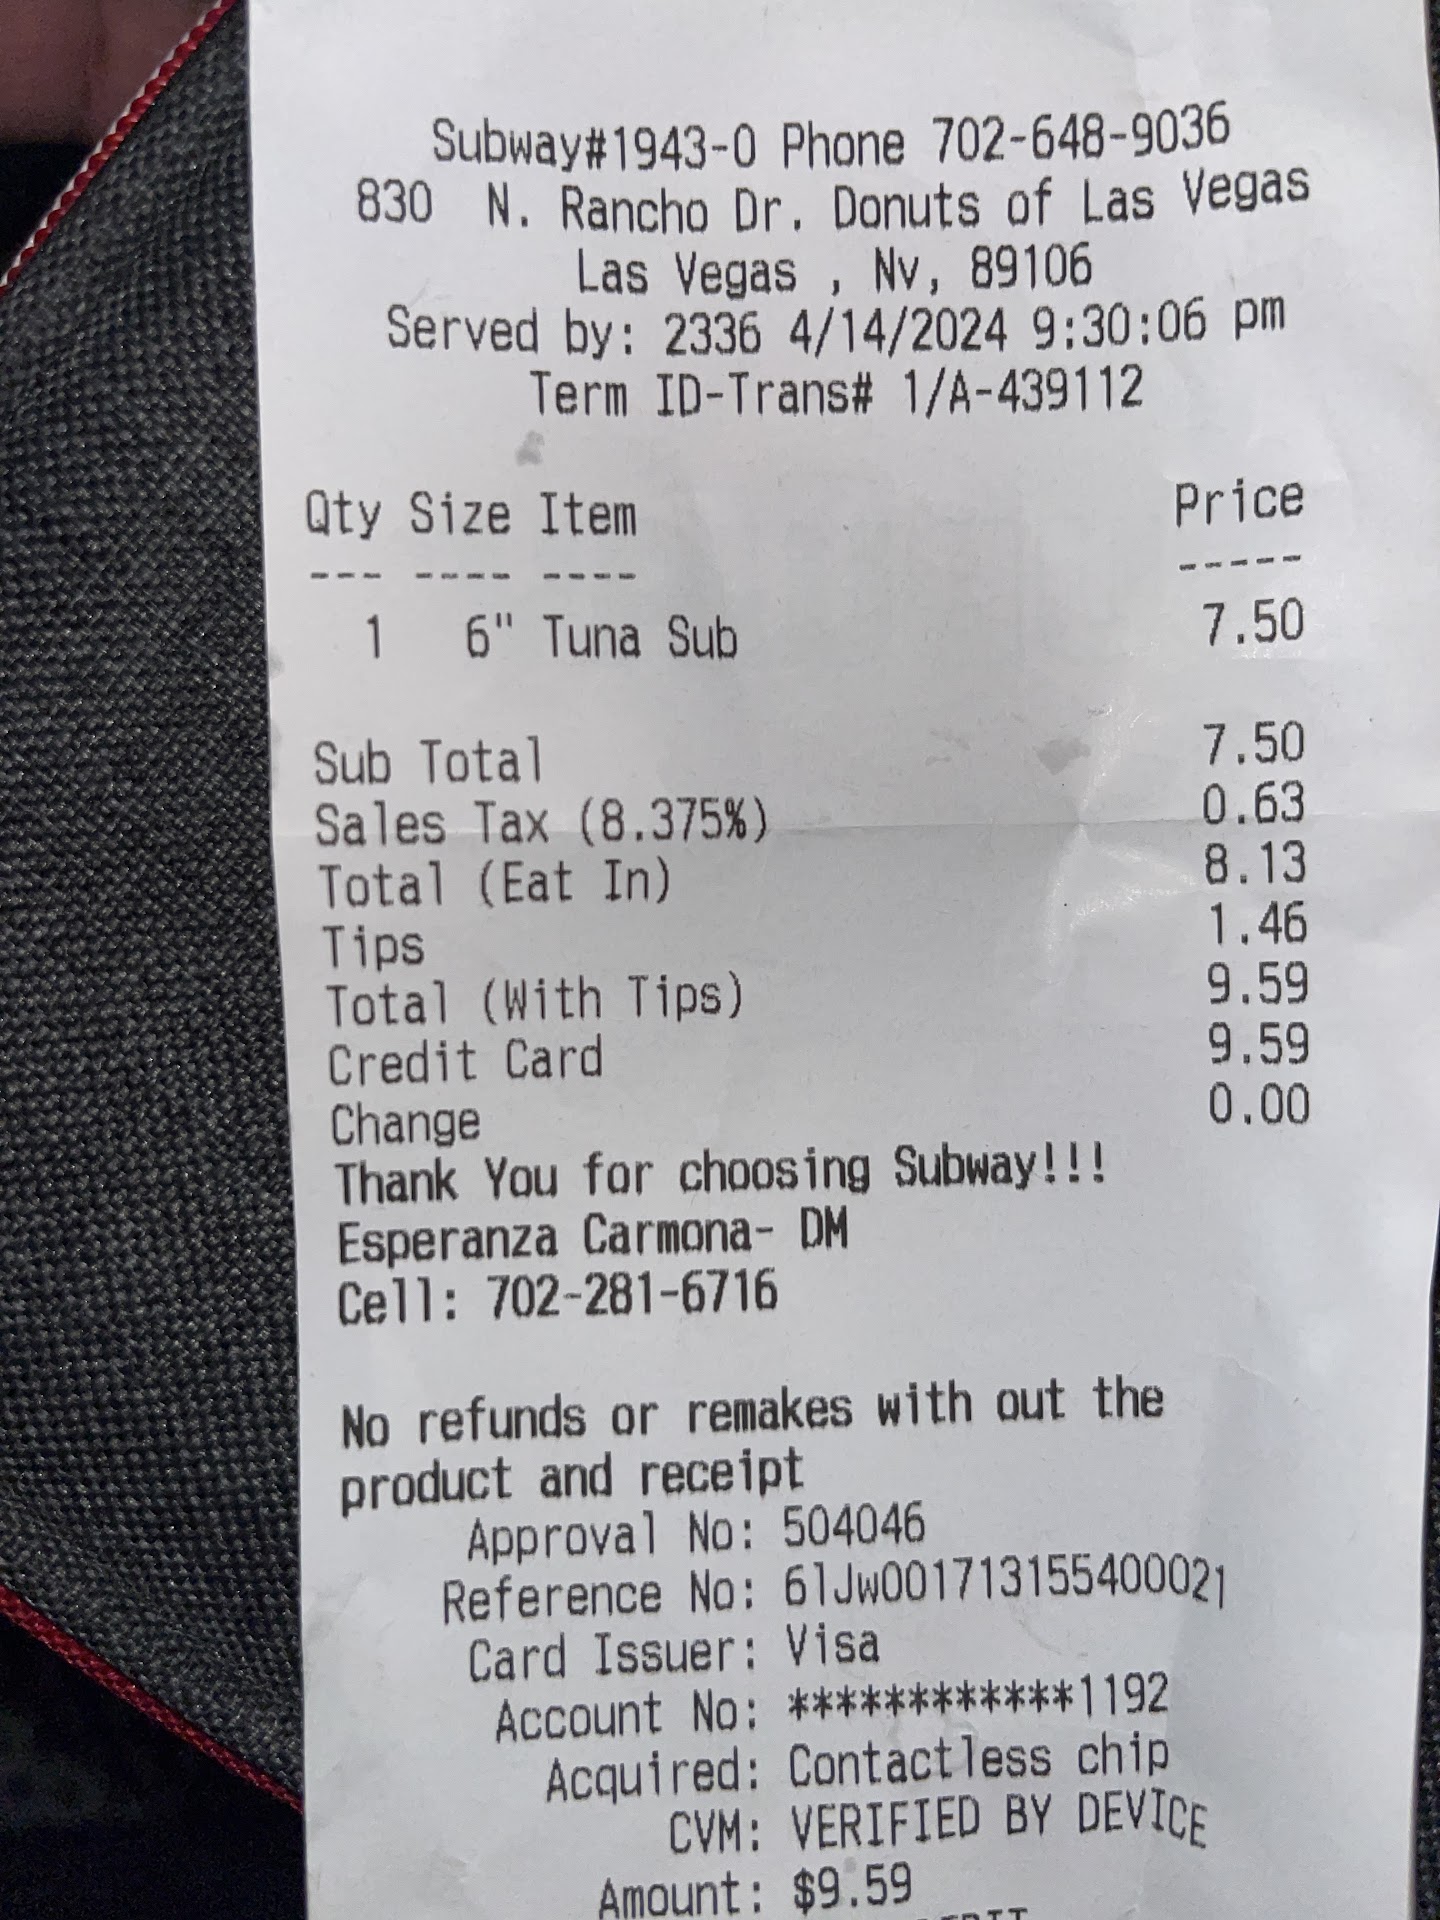 Subway#1943-0 Phone 702-648-9036
830 N. Rancho Dr. Donuts of Las Vegas
Las Vegas , Nv, 89106
Served by: 2336 4/14/2024 9:30:06 pm
Term ID-Trans# 1/A-439112
Qty Size Item Price
--- ---- ---- -----
1 6" Tuna Sub 7.50
Sub Total 7.50
Sales Tax (8.375%) 0.63
Total (Eat In) 8.13
Tips 1.46
Total (With Tips) 9.59
Credit Card 9.59
Change 0.00
Thank You for choosing Subway!!!
Esperanza Carmona- DM
Cell: 702-281-6716
No refunds or remakes with out the
product and receipt
Approval No: 504046
Reference No: 6lJw001713155400021
Card Issuer: Visa
Account No: ************1192
Acquired: Contactless chip
CVM: VERIFIED BY DEVICE
Amount: $9.59